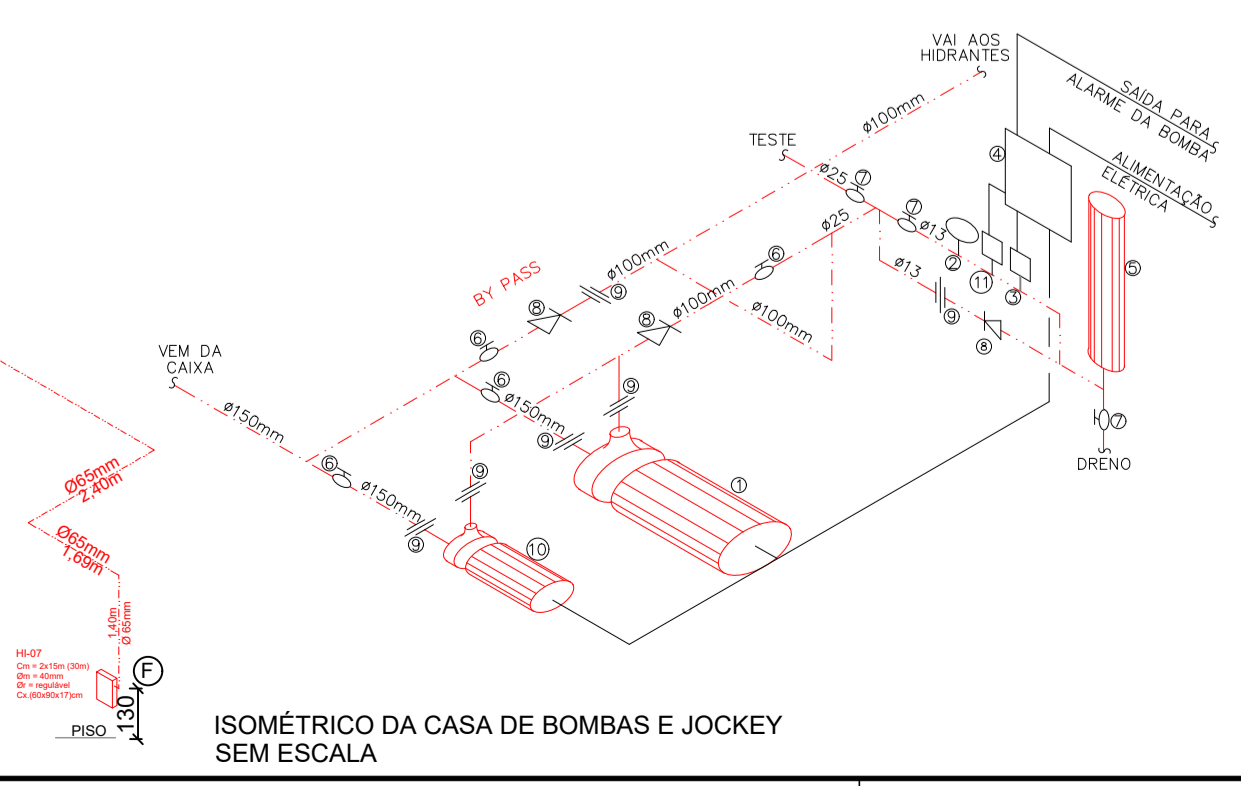 VAI AOS
HIDRANTES
SAÍDA PARA
ALARME DA BOMBA
ø100mm
TESTE
④
ALIMENTAÇÃO
ELÉTRICA
ø25
⑦
⑦
ø13
ø25
②
⑪
③
⑤
BY PASS
ø100mm
⑥
⑨
ø13
⑨
⑧
ø100mm
⑧
⑧
ø100mm
⑥
VEM DA
CAIXA
⑥
ø150mm
ø150mm
⑨
⑨
⑦
DRENO
⑥
ø150mm
⑨
⑨
①
⑩
Ø65mm
2,40m
Ø65mm
1,69m
1,40m
Ø 65mm
HI-07
Cm = 2x15m (30m)
Øm = 40mm
Ør = regulável
Cx.(60x90x17)cm
F
130
PISO
ISOMÉTRICO DA CASA DE BOMBAS E JOCKEY
SEM ESCALA